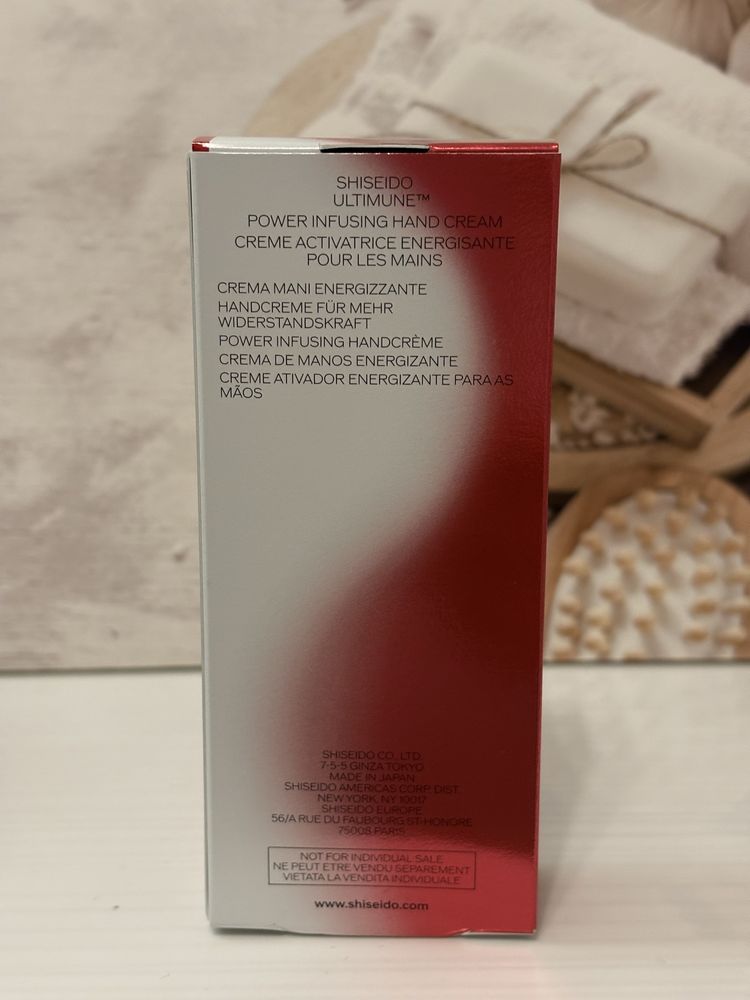 SHISEIDO
ULTIMUNE™
POWER INFUSING HAND CREAM
CREME ACTIVATRICE ENERGISANTE
POUR LES MAINS
CREMA MANI ENERGIZZANTE
HANDCREME FÜR MEHR
WIDERSTANDSKRAFT
POWER INFUSING HANDCRÈME
CREMA DE MANOS ENERGIZANTE
CREME ATIVADOR ENERGIZANTE PARA AS
MÃOS
SHISEIDO CO., LTD.
7-5-5 GINZA TOKYO
MADE IN JAPAN
SHISEIDO AMERICAS CORP. DIST.
NEW YORK, NY 10017
SHISEIDO EUROPE
56/A RUE DU FAUBOURG ST-HONORE
75008 PARIS
NOT FOR INDIVIDUAL SALE
NE PEUT ETRE VENDU SEPAREMENT
VIETATA LA VENDITA INDIVIDUALE
www.shiseido.com